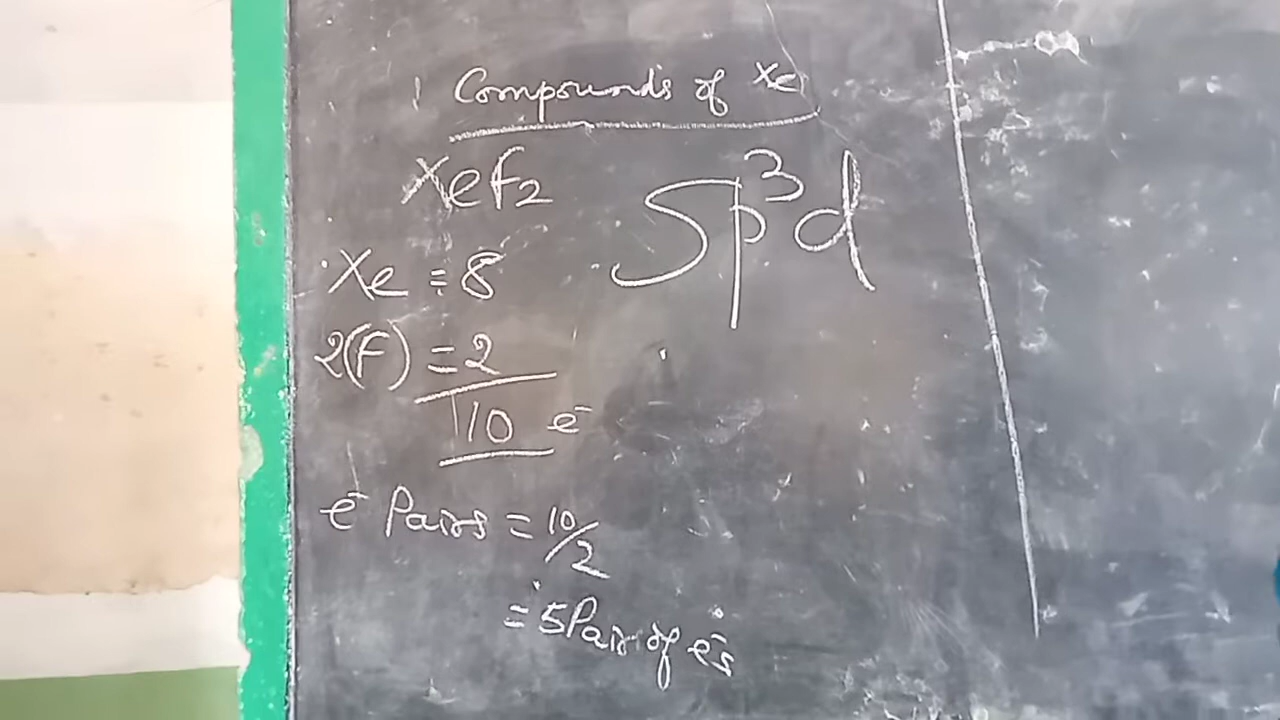 Compounds of Xe
XeF₂
sp³d
Xe = 8
2(F) = 2
10 e⁻
e⁻ Pairs = 10/2
= 5 Pair of e⁻s